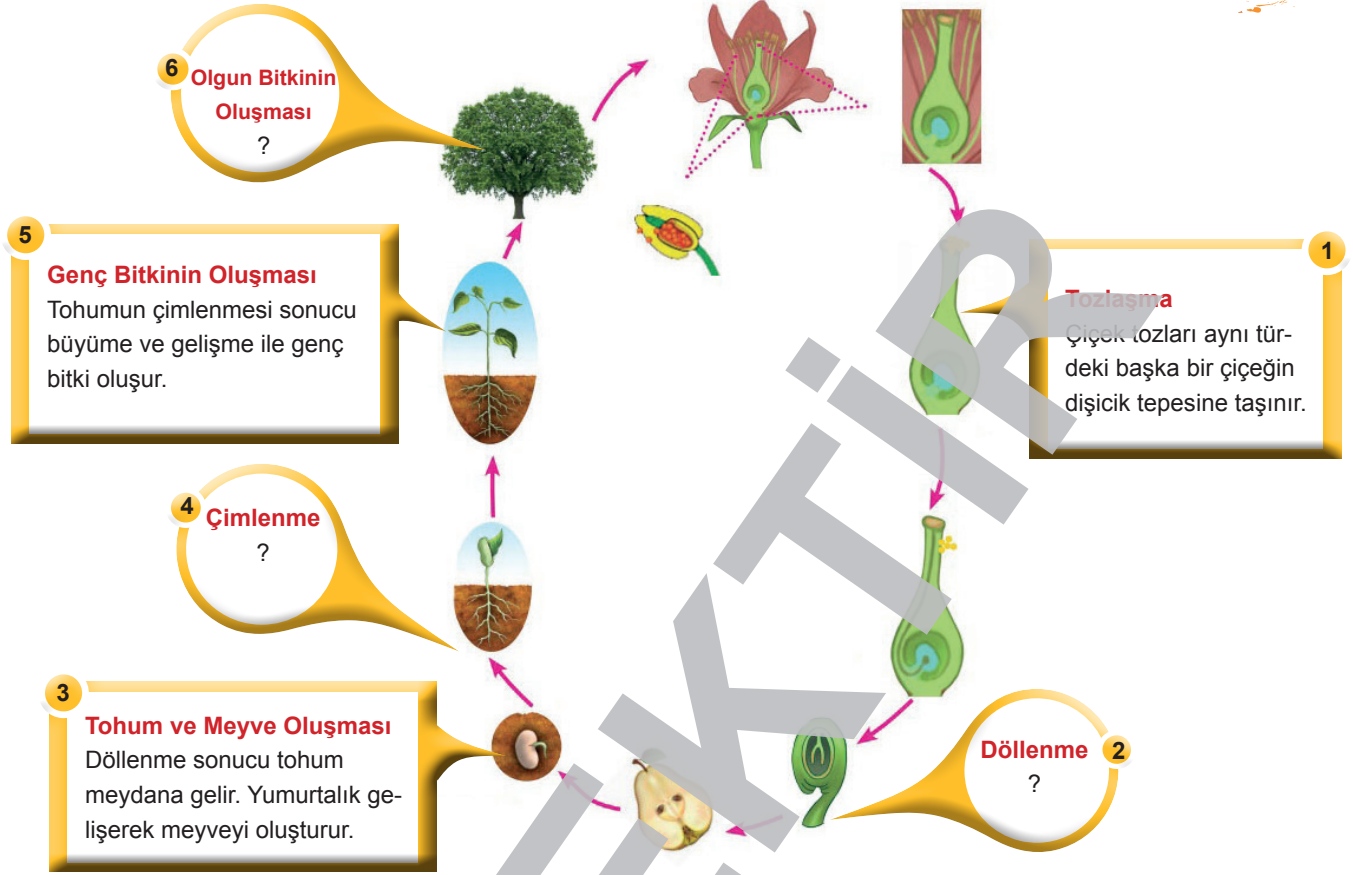 6
Olgun Bitkinin
Oluşması
?
5
Genç Bitkinin Oluşması
Tohumun çimlenmesi sonucu
büyüme ve gelişme ile genç
bitki oluşur.
1
Tozlaşma
Çiçek tozları aynı tür-
deki başka bir çiçeğin
dişicik tepesine taşınır.
4
Çimlenme
?
3
Tohum ve Meyve Oluşması
Döllenme sonucu tohum
meydana gelir. Yumurtalık ge-
lişerek meyveyi oluşturur.
Döllenme
2
?
EKTİR